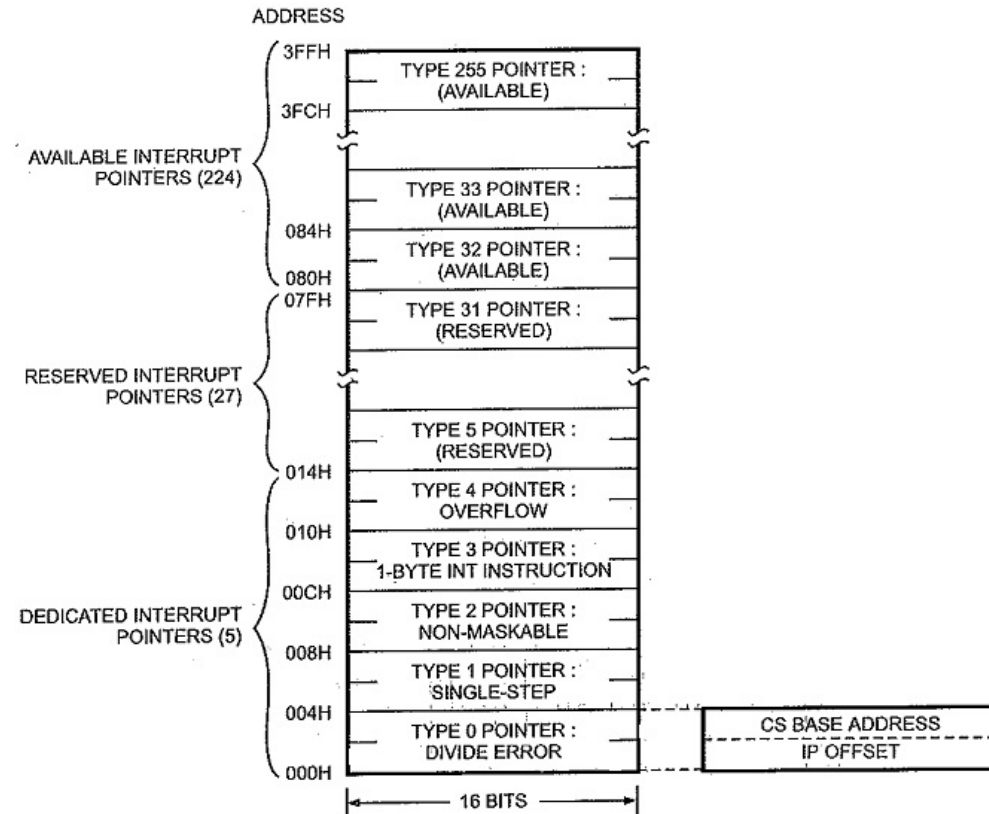 ADDRESS
3FFH
TYPE 255 POINTER :
(AVAILABLE)
3FCH
AVAILABLE INTERRUPT
POINTERS (224)
TYPE 33 POINTER :
(AVAILABLE)
084H
TYPE 32 POINTER :
(AVAILABLE)
080H
07FH
TYPE 31 POINTER :
(RESERVED)
RESERVED INTERRUPT
POINTERS (27)
TYPE 5 POINTER :
(RESERVED)
014H
TYPE 4 POINTER :
OVERFLOW
010H
TYPE 3 POINTER :
1-BYTE INT INSTRUCTION
00CH
DEDICATED INTERRUPT
POINTERS (5)
TYPE 2 POINTER :
NON-MASKABLE
008H
TYPE 1 POINTER :
SINGLE-STEP
004H
TYPE 0 POINTER :
DIVIDE ERROR
CS BASE ADDRESS
IP OFFSET
000H
16 BITS